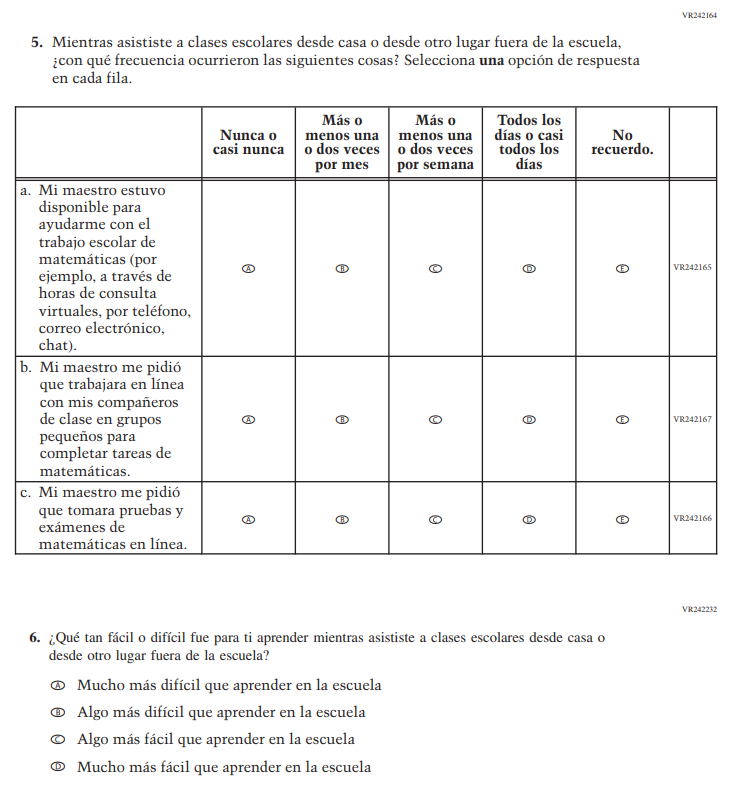 VR242164
5. Mientras asististe a clases escolares desde casa o desde otro lugar fuera de la escuela,
¿con qué frecuencia ocurrieron las siguientes cosas? Selecciona una opción de respuesta
en cada fila.
Nunca o
casi nunca
Más o
menos una
o dos veces
por mes
Más o
menos una
o dos veces
por semana
Todos los
días o casi
todos los
días
No
recuerdo.
a. Mi maestro estuvo
disponible para
ayudarme con el
trabajo escolar de
matemáticas (por
ejemplo, a través de
horas de consulta
virtuales, por teléfono,
correo electrónico,
chat).
A B C D E VR242165
b. Mi maestro me pidió
que trabajara en línea
con mis compañeros
de clase en grupos
pequeños para
completar tareas de
matemáticas.
A B C D E VR242167
c. Mi maestro me pidió
que tomara pruebas y
exámenes de
matemáticas en línea.
A B C D E VR242166
VR242232
6. ¿Qué tan fácil o difícil fue para ti aprender mientras asististe a clases escolares desde casa o
desde otro lugar fuera de la escuela?
A Mucho más difícil que aprender en la escuela
B Algo más difícil que aprender en la escuela
C Algo más fácil que aprender en la escuela
D Mucho más fácil que aprender en la escuela